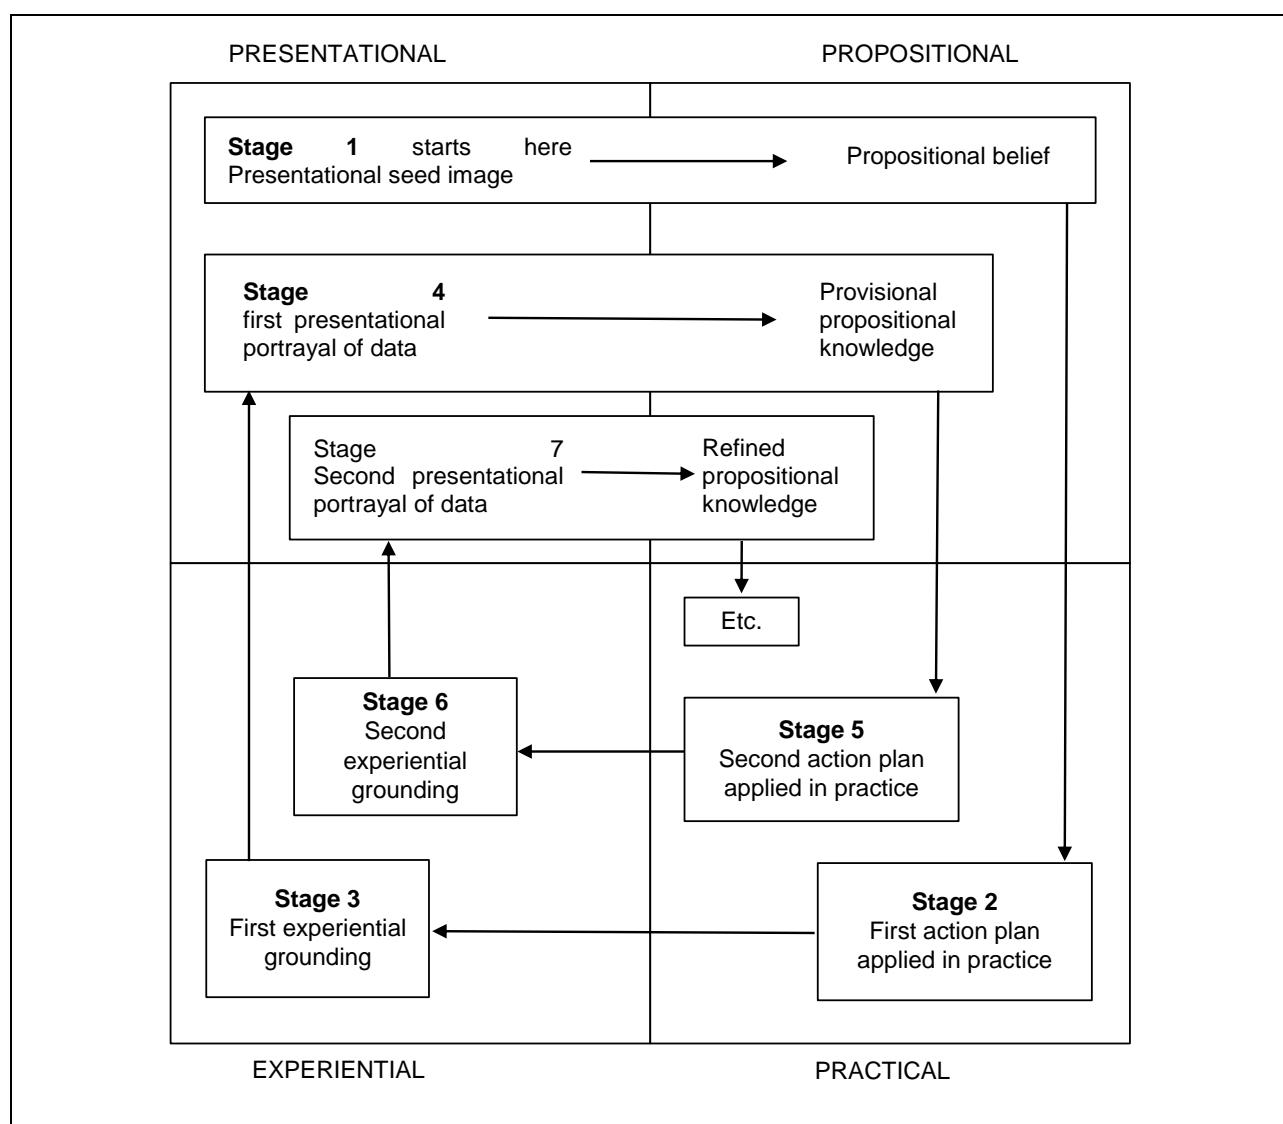 PRESENTATIONAL
PROPOSITIONAL
Stage 1 starts here
Presentational seed image
Propositional belief
Stage 4
first presentational
portrayal of data
Provisional
propositional
knowledge
Stage 7
Second presentational
portrayal of data
Refined
propositional
knowledge
Etc.
Stage 6
Second
experiential
grounding
Stage 5
Second action plan
applied in practice
Stage 3
First experiential
grounding
Stage 2
First action plan
applied in practice
EXPERIENTIAL
PRACTICAL